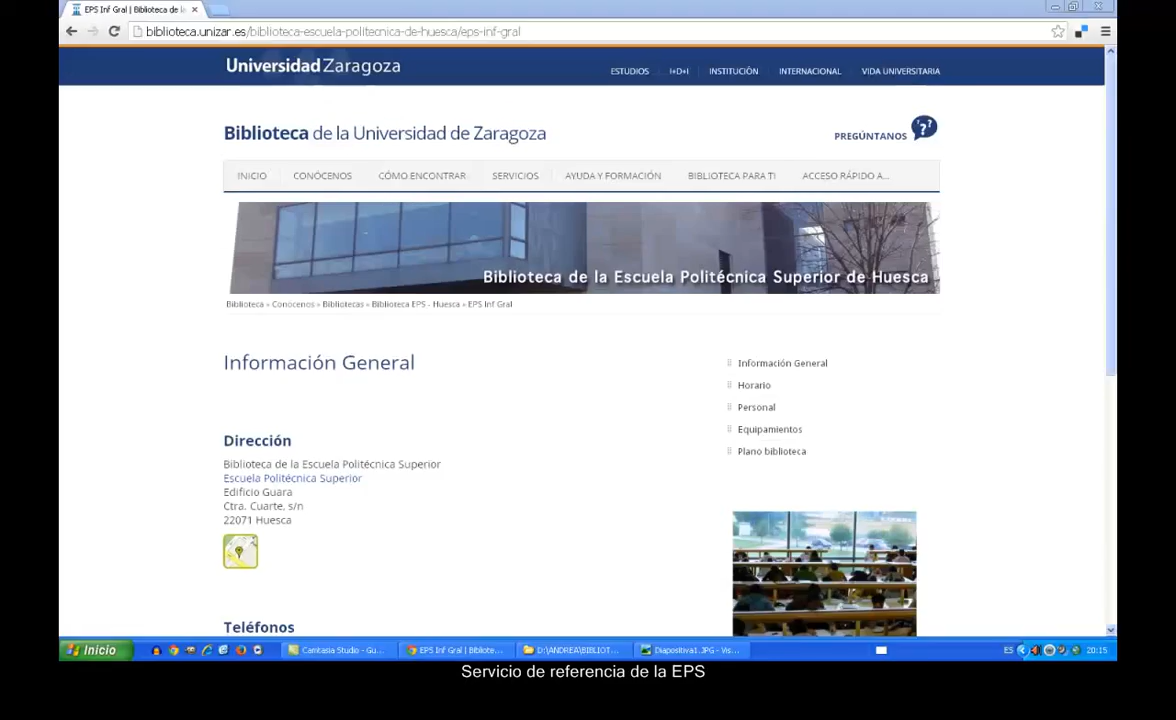 EPS Inf Gral | Biblioteca de la
biblioteca.unizar.es/biblioteca-escuela-politecnica-de-huesca/eps-inf-gral
Universidad Zaragoza
ESTUDIOS I+D+I INSTITUCIÓN INTERNACIONAL VIDA UNIVERSITARIA
Biblioteca de la Universidad de Zaragoza
PREGÚNTANOS
INICIO CONÓCENOS CÓMO ENCONTRAR SERVICIOS AYUDA Y FORMACIÓN BIBLIOTECA PARA TI ACCESO RÁPIDO A...
Biblioteca de la Escuela Politécnica Superior de Huesca
Biblioteca » Conócenos » Bibliotecas » Biblioteca EPS - Huesca » EPS Inf Gral
Información General
Información General
Horario
Personal
Equipamientos
Plano biblioteca
Dirección
Biblioteca de la Escuela Politécnica Superior
Escuela Politécnica Superior
Edificio Guara
Ctra. Cuarte, s/n
22071 Huesca
Teléfonos
Inicio Camtasia Studio - Gu... EPS Inf Gral | Bibliote... D:\ANDREA\BIBLIOT... Diapositiva1.JPG - Vis... ES 20:15
Servicio de referencia de la EPS